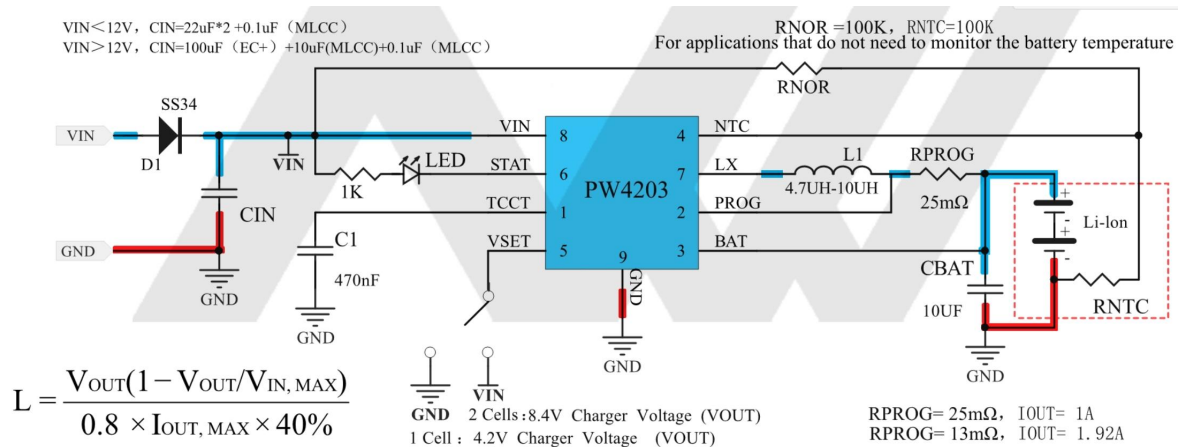 VIN<12V，CIN=22uF*2 +0.1uF（MLCC）
VIN>12V，CIN=100uF（EC+）+10uF(MLCC)+0.1uF（MLCC）
RNOR =100K，RNTC=100K
For applications that do not need to monitor the battery temperature
RNOR
SS34
VIN
D1
VIN
VIN
8
4
NTC
LED
STAT
6
7
LX
L1
RPROG
1K
PW4203
4.7UH-10UH
25mΩ
CIN
TCCT
1
2
PROG
Li-lon
+
-
+
-
GND
C1
VSET
5
3
BAT
9
GND
CBAT
GND
470nF
10UF
RNTC
GND
GND
GND
L = VOUT(1−VOUT/VIN, MAX)
0.8 × IOUT, MAX × 40%
VIN
GND 2 Cells :8.4V Charger Voltage (VOUT)
1 Cell : 4.2V Charger Voltage (VOUT)
RPROG= 25mΩ，IOUT= 1A
RPROG= 13mΩ，IOUT= 1.92A